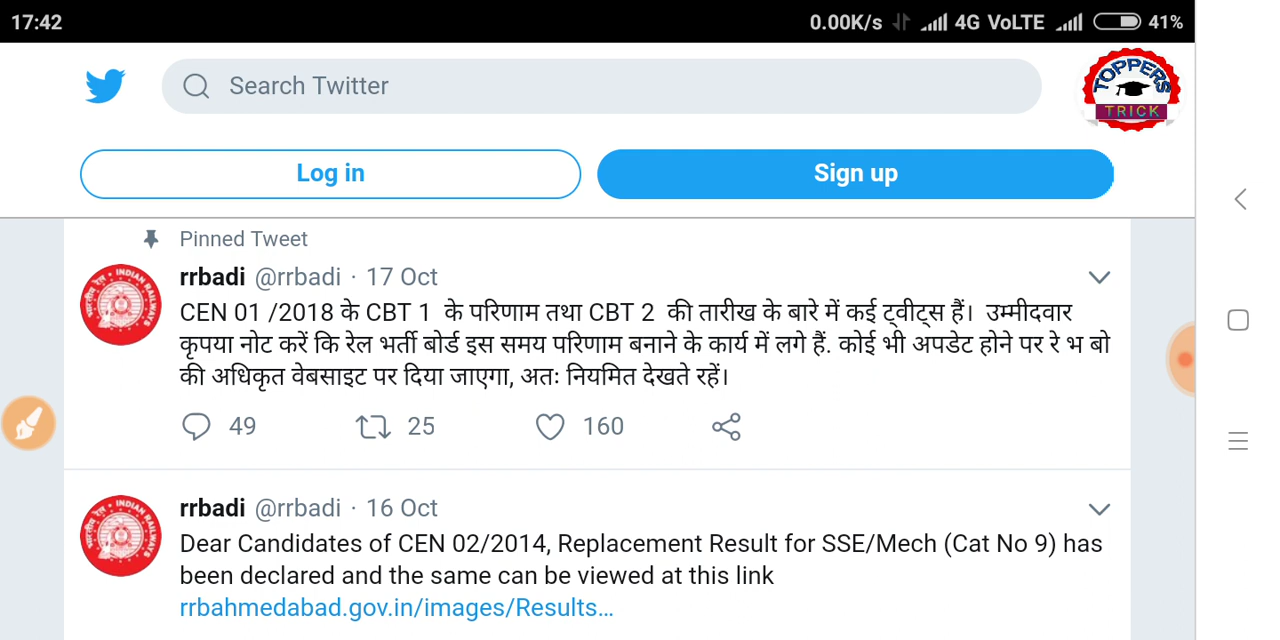 17:42 0.00K/s 4G VoLTE 41%
Search Twitter
TOPPERS
TRICK
Log in Sign up
Pinned Tweet
rrbadi @rrbadi · 17 Oct
CEN 01 /2018 के CBT 1 के परिणाम तथा CBT 2 की तारीख के बारे में कई ट्वीट्स हैं। उम्मीदवार
कृपया नोट करें कि रेल भर्ती बोर्ड इस समय परिणाम बनाने के कार्य में लगे हैं. कोई भी अपडेट होने पर रे भ बो
की अधिकृत वेबसाइट पर दिया जाएगा, अतः नियमित देखते रहें।
49 25 160
rrbadi @rrbadi · 16 Oct
Dear Candidates of CEN 02/2014, Replacement Result for SSE/Mech (Cat No 9) has
been declared and the same can be viewed at this link
rrbahmedabad.gov.in/images/Results...